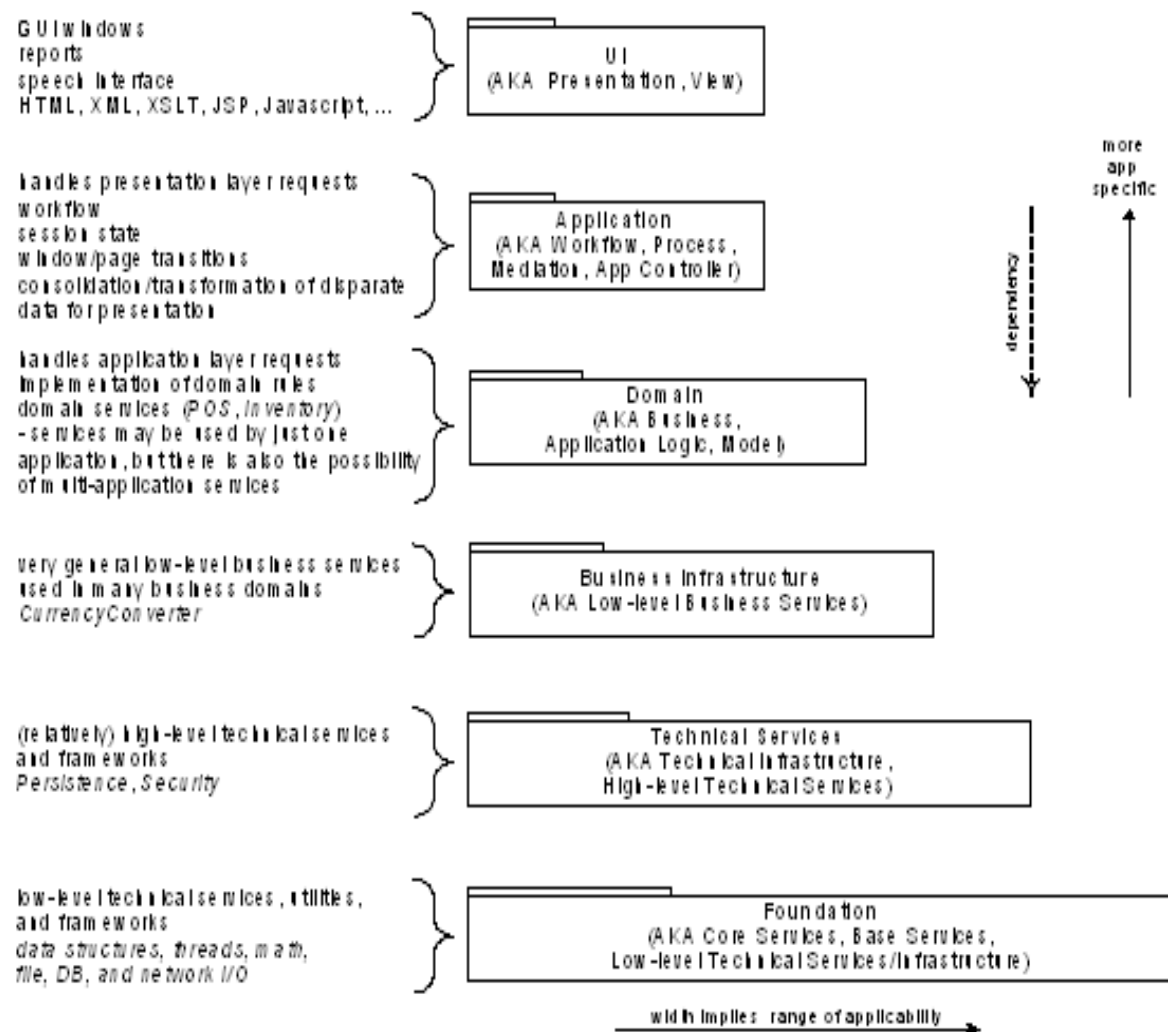 GUI windows
reports
speech interface
HTML, XML, XSLT, JSP, Javascript, ...
UI
(AKA Presentation, View)
more
app
specific
handles presentation layer requests
workflow
session state
window/page transitions
consolidation/transformation of disparate
data for presentation
Application
(AKA Workflow, Process,
Mediation, App Controller)
dependency
handles application layer requests
implementation of domain rules
domain services (POS, Inventory)
- services may be used by just one
application, but there is also the possibility
of multi-application services
Domain
(AKA Business,
Application Logic, Model)
very general low-level business services
used in many business domains
CurrencyConverter
Business Infrastructure
(AKA Low-level Business Services)
(relatively) high-level technical services
and frameworks
Persistence, Security
Technical Services
(AKA Technical Infrastructure,
High-level Technical Services)
low-level technical services, utilities,
and frameworks
data structures, threads, math,
file, DB, and network I/O
Foundation
(AKA Core Services, Base Services,
Low-level Technical Services/Infrastructure)
width implies range of applicability